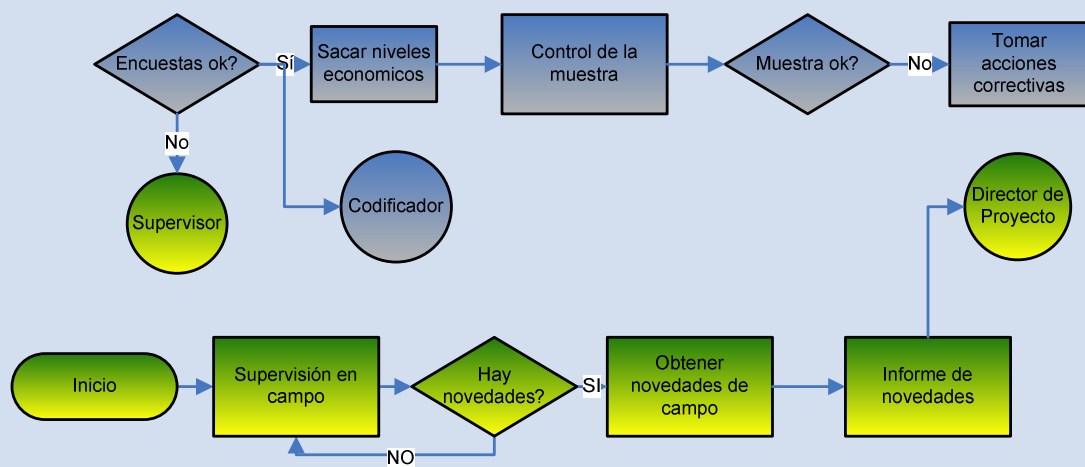 Encuestas ok?
Sí
Sacar niveles
economicos
Control de la
muestra
Muestra ok?
No
Tomar
acciones
correctivas
No
Supervisor
Codificador
Director de
Proyecto
Inicio
Supervisión en
campo
Hay
novedades?
SI
Obtener
novedades de
campo
Informe de
novedades
NO